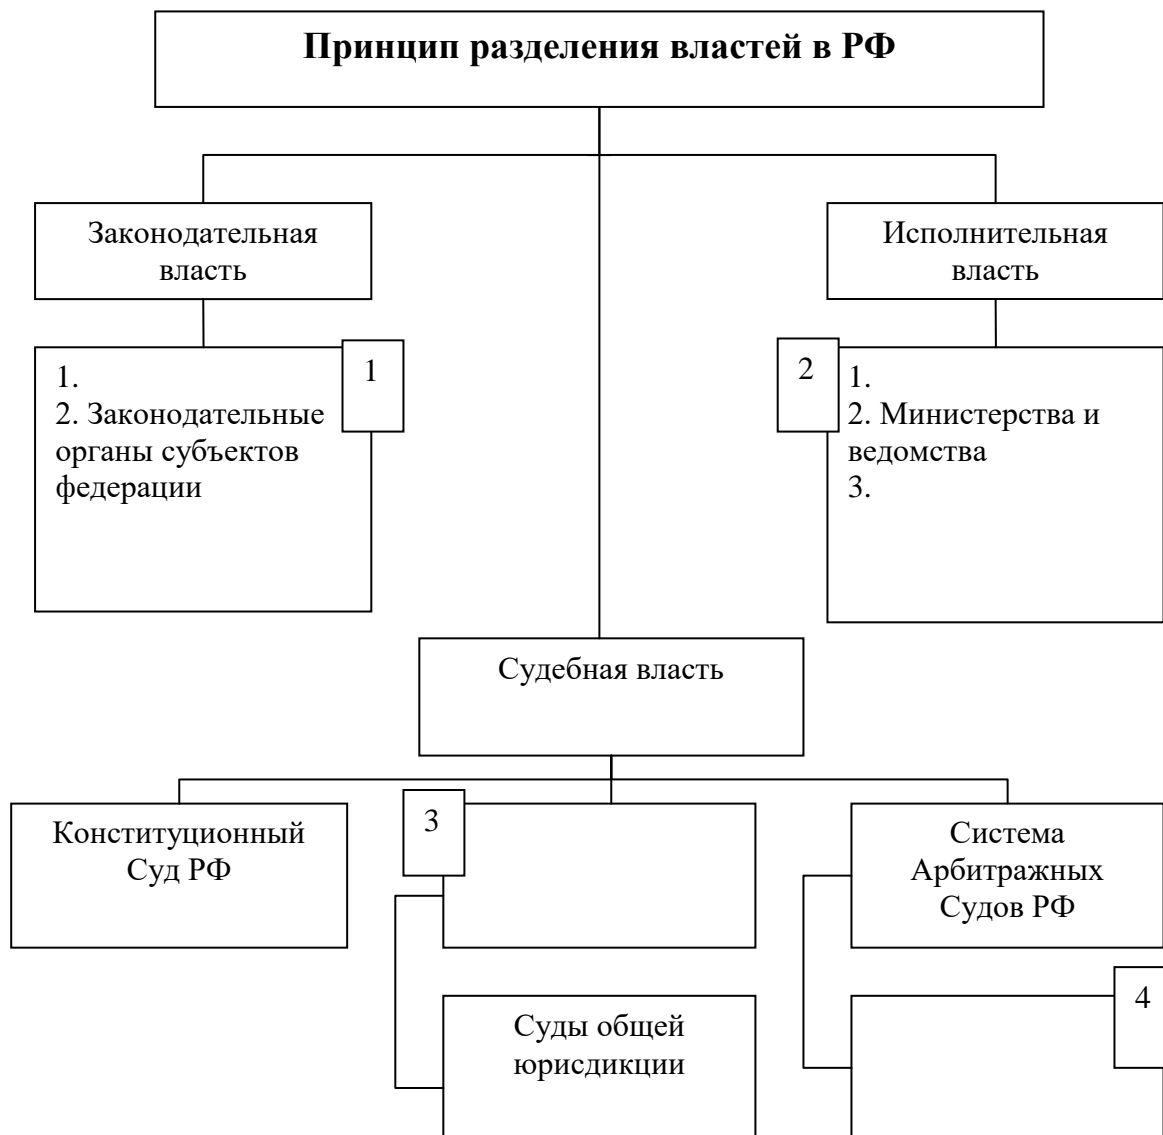 Принцип разделения властей в РФ
Законодательная
власть
Исполнительная
власть
1
1.
2. Законодательные
органы субъектов
федерации
2
1.
2. Министерства и
ведомства
3.
Судебная власть
Конституционный
Суд РФ
3
Система
Арбитражных
Судов РФ
Суды общей
юрисдикции
4